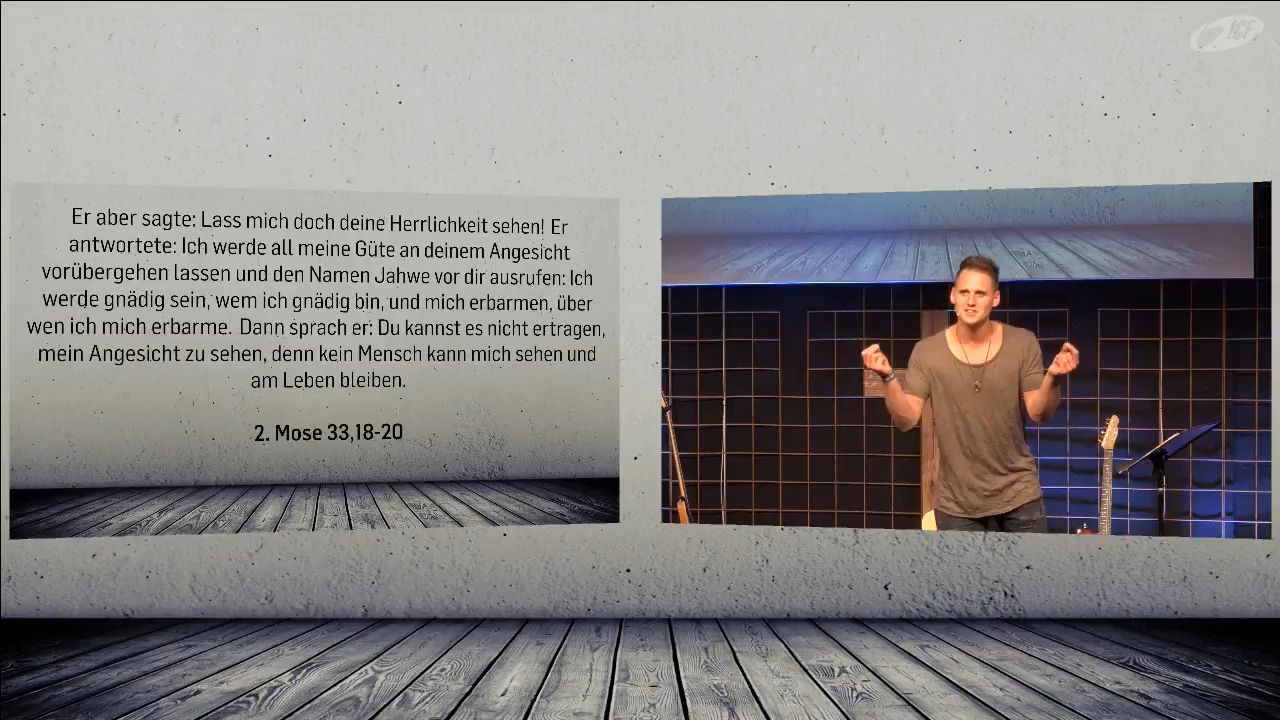 ICF
Er aber sagte: Lass mich doch deine Herrlichkeit sehen! Er
antwortete: Ich werde all meine Güte an deinem Angesicht
vorübergehen lassen und den Namen Jahwe vor dir ausrufen: Ich
werde gnädig sein, wem ich gnädig bin, und mich erbarmen, über
wen ich mich erbarme. Dann sprach er: Du kannst es nicht ertragen,
mein Angesicht zu sehen, denn kein Mensch kann mich sehen und
am Leben bleiben.
2. Mose 33,18-20